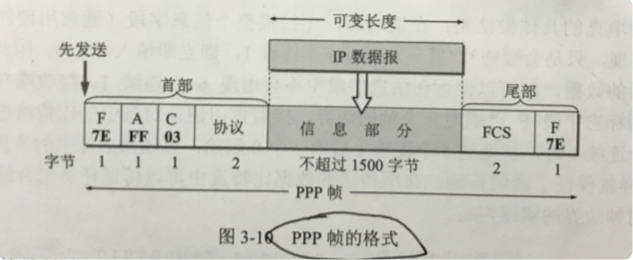 可变长度
先发送
IP 数据报
首部
尾部
F A C
7E FF 03 协议 信息部分 FCS F 7E
字节 1 1 1 2 不超过 1500 字节 2 1
PPP 帧
图 3-10 PPP 帧的格式